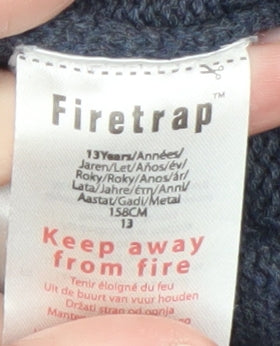 Firetrap™
13Years/Années/
Jaren/Let/Años/év/
Roky/Roky/Anos/ár/
Lata/Jahre/έτη/Anni/
Aastat/Gadi/Metai
158CM
13
Keep away
from fire
Tenir éloigné du feu
Uit de buurt van vuur houden
Držati stran od ognja